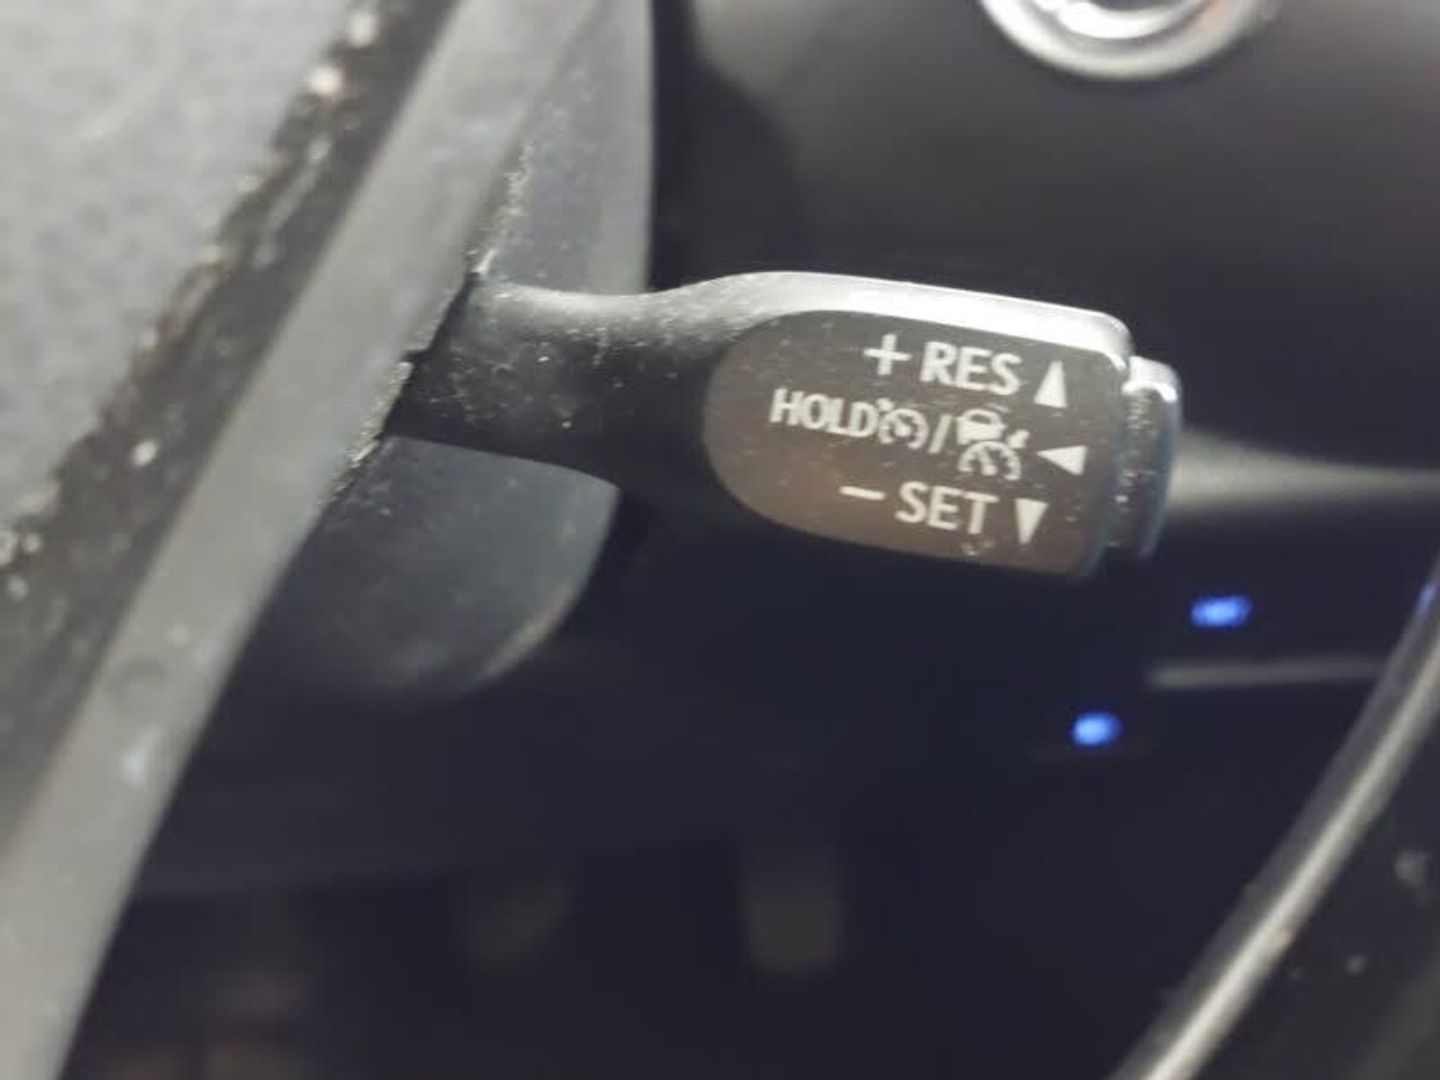 + RES ▲
HOLD / ◀
− SET ▼